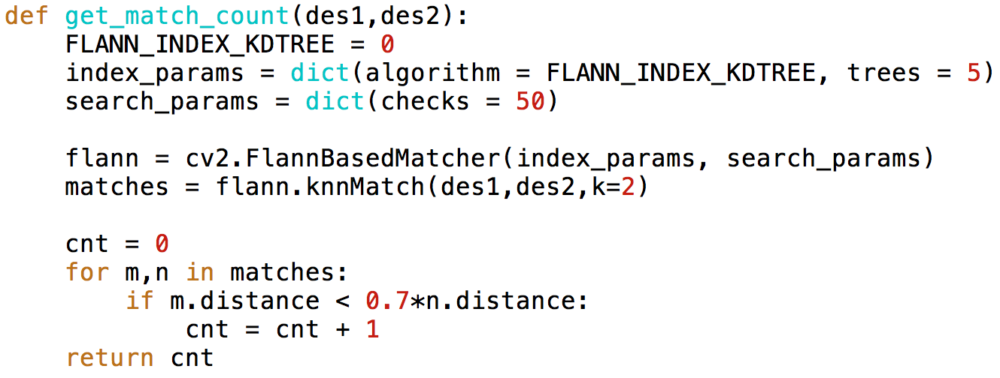 def get_match_count(des1,des2):
    FLANN_INDEX_KDTREE = 0
    index_params = dict(algorithm = FLANN_INDEX_KDTREE, trees = 5)
    search_params = dict(checks = 50)

    flann = cv2.FlannBasedMatcher(index_params, search_params)
    matches = flann.knnMatch(des1,des2,k=2)

    cnt = 0
    for m,n in matches:
        if m.distance < 0.7*n.distance:
            cnt = cnt + 1
    return cnt